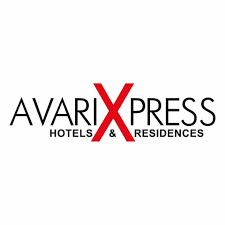 AVARIXPRESS
HOTELS & RESIDENCES